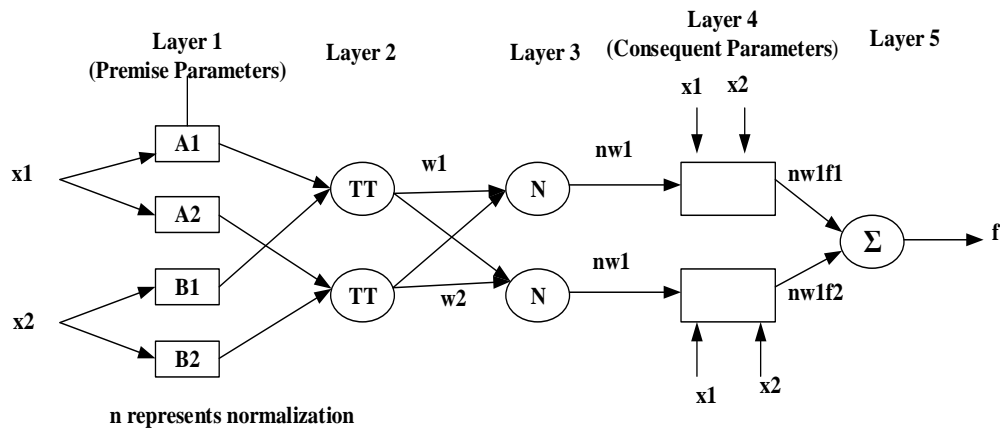 Layer 1
(Premise Parameters)
Layer 2
Layer 3
Layer 4
(Consequent Parameters)
Layer 5
x1
x2
A1
x1
A2
TT
w1
N
nw1
nw1f1
Σ
f
B1
x2
B2
TT
w2
N
nw1
nw1f2
x1
x2
n represents normalization